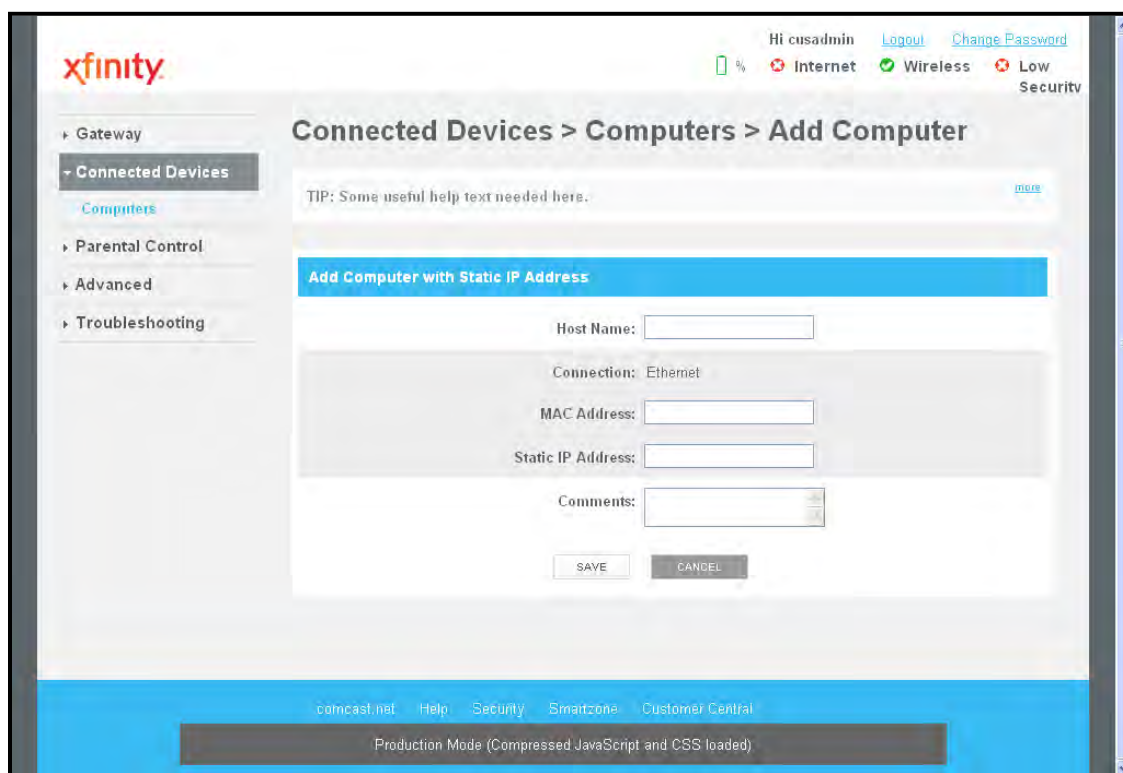 Hi cusadmin Logout Change Password
xfinity
% Internet Wireless Low
Security
Gateway
Connected Devices
Computers
Parental Control
Advanced
Troubleshooting
Connected Devices > Computers > Add Computer
TIP: Some useful help text needed here. more
Add Computer with Static IP Address
Host Name:
Connection: Ethernet
MAC Address:
Static IP Address:
Comments:
SAVE CANCEL
comcast.net Help Security Smartzone Customer Central
Production Mode (Compressed JavaScript and CSS loaded)